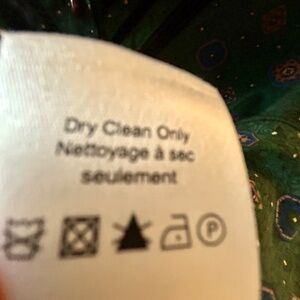 Dry Clean Only
Nettoyage à sec
seulement
P